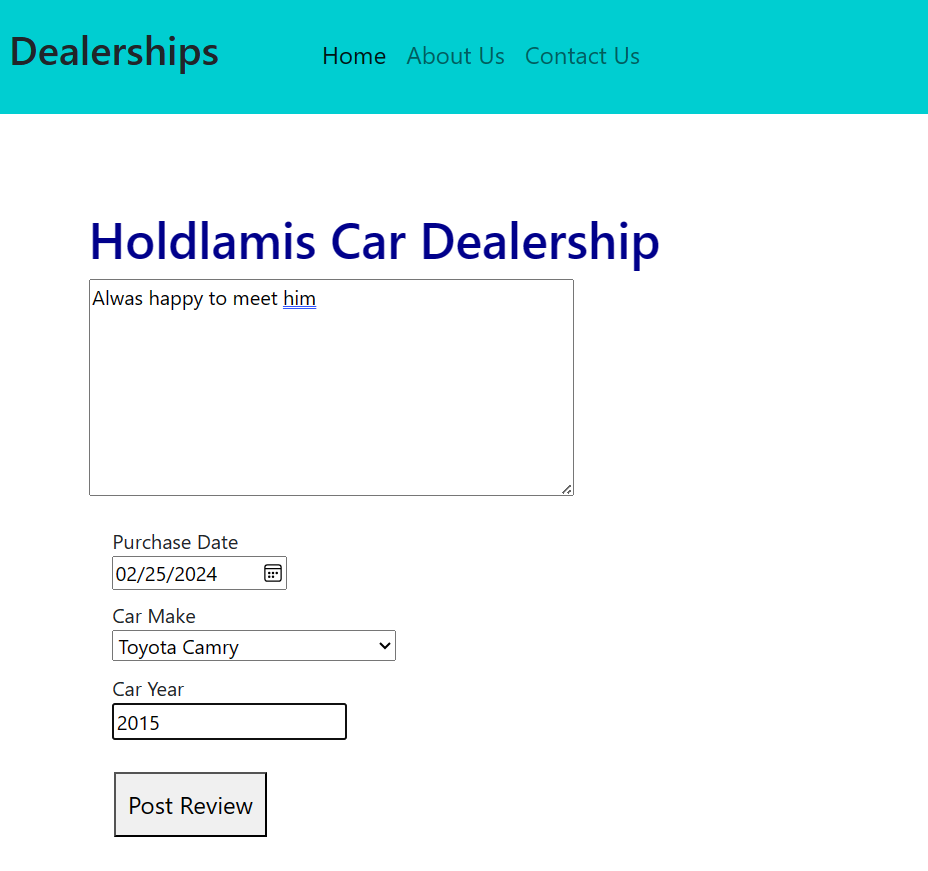 Dealerships
Home About Us Contact Us
Holdlamis Car Dealership
Alwas happy to meet him
Purchase Date
02/25/2024
Car Make
Toyota Camry
Car Year
2015
Post Review